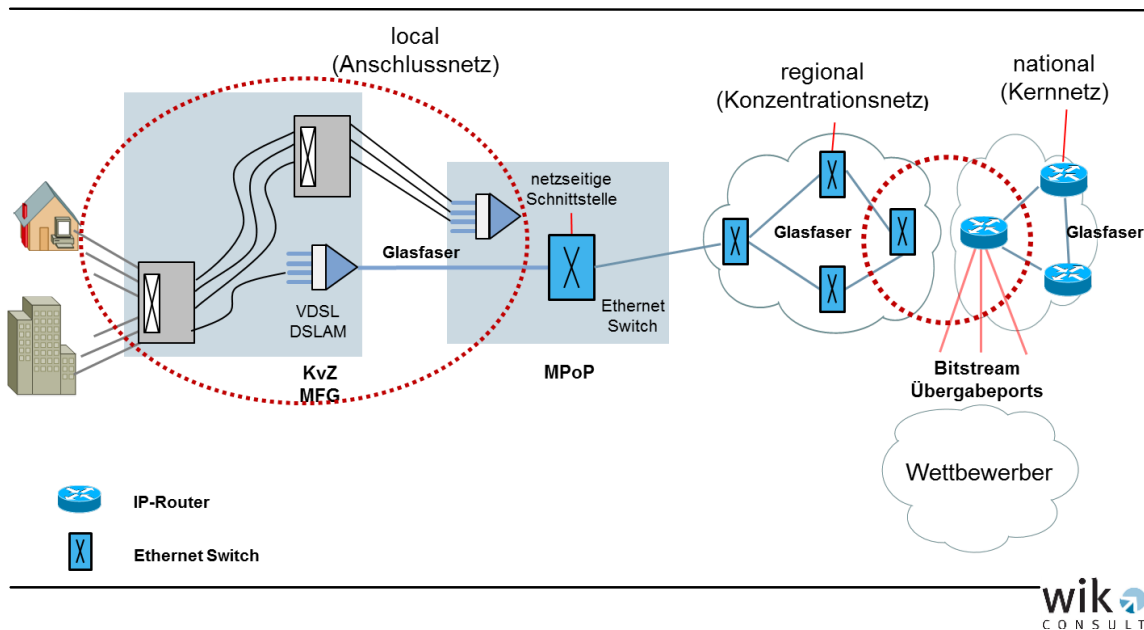 local
(Anschlussnetz)
regional
(Konzentrationsnetz)
national
(Kernnetz)
netzseitige
Schnittstelle
Glasfaser
Glasfaser
Glasfaser
VDSL
DSLAM
Ethernet
Switch
KvZ
MFG
MPoP
Bitstream
Übergabeports
Wettbewerber
IP-Router
Ethernet Switch
wik
CONSULT